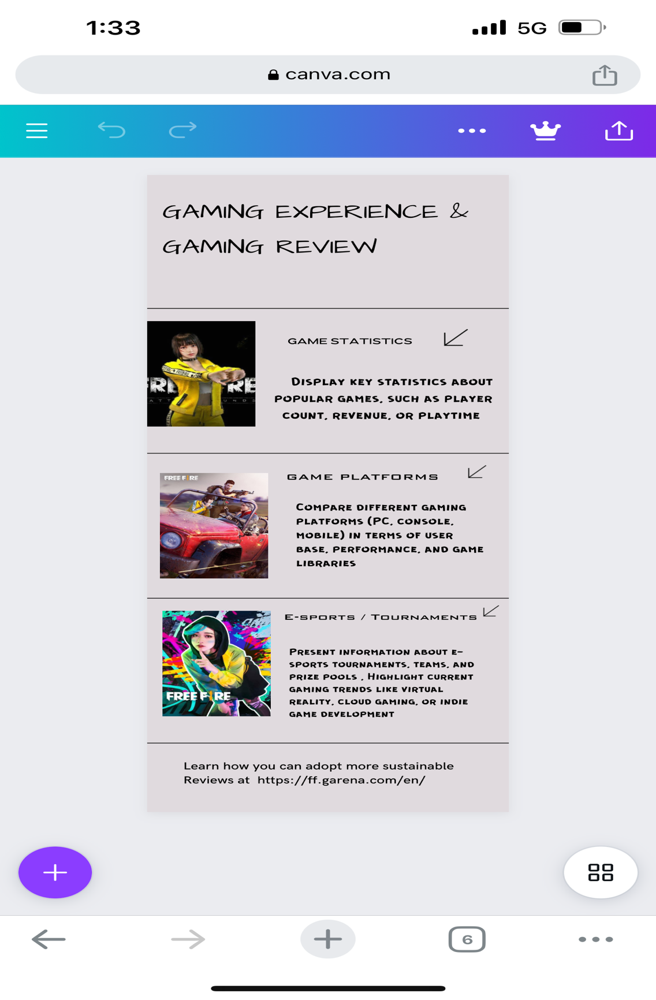 1:33
5G
canva.com
GAMING EXPERIENCE &
GAMING REVIEW
GAME STATISTICS
DISPLAY KEY STATISTICS ABOUT
POPULAR GAMES, SUCH AS PLAYER
COUNT, REVENUE, OR PLAYTIME
FREE FIRE
GAME PLATFORMS
COMPARE DIFFERENT GAMING
PLATFORMS (PC, CONSOLE,
MOBILE) IN TERMS OF USER
BASE, PERFORMANCE, AND GAME
LIBRARIES
E-SPORTS / TOURNAMENTS
PRESENT INFORMATION ABOUT E-
SPORTS TOURNAMENTS, TEAMS, AND
PRIZE POOLS , HIGHLIGHT CURRENT
GAMING TRENDS LIKE VIRTUAL
REALITY, CLOUD GAMING, OR INDIE
GAME DEVELOPMENT
FREE FIRE
Learn how you can adopt more sustainable
Reviews at https://ff.garena.com/en/
6